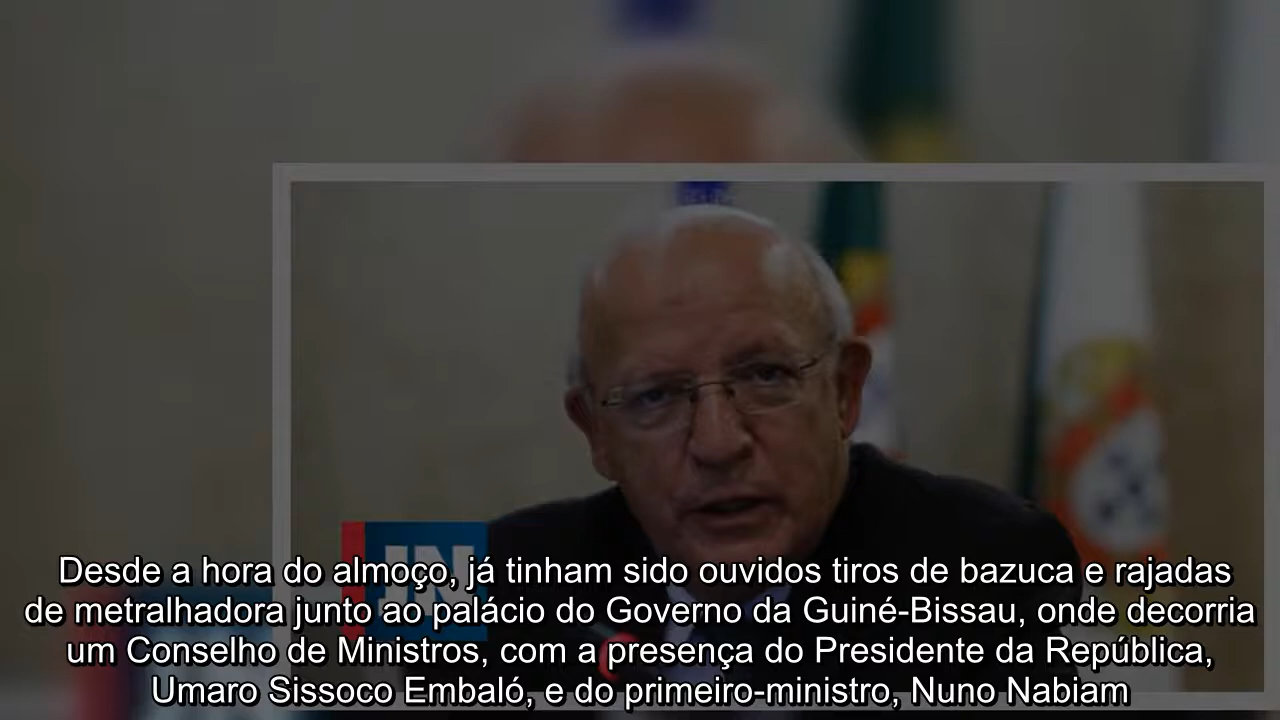 JN
Desde a hora do almoço, já tinham sido ouvidos tiros de bazuca e rajadas
de metralhadora junto ao palácio do Governo da Guiné-Bissau, onde decorria
um Conselho de Ministros, com a presença do Presidente da República,
Umaro Sissoco Embaló, e do primeiro-ministro, Nuno Nabiam